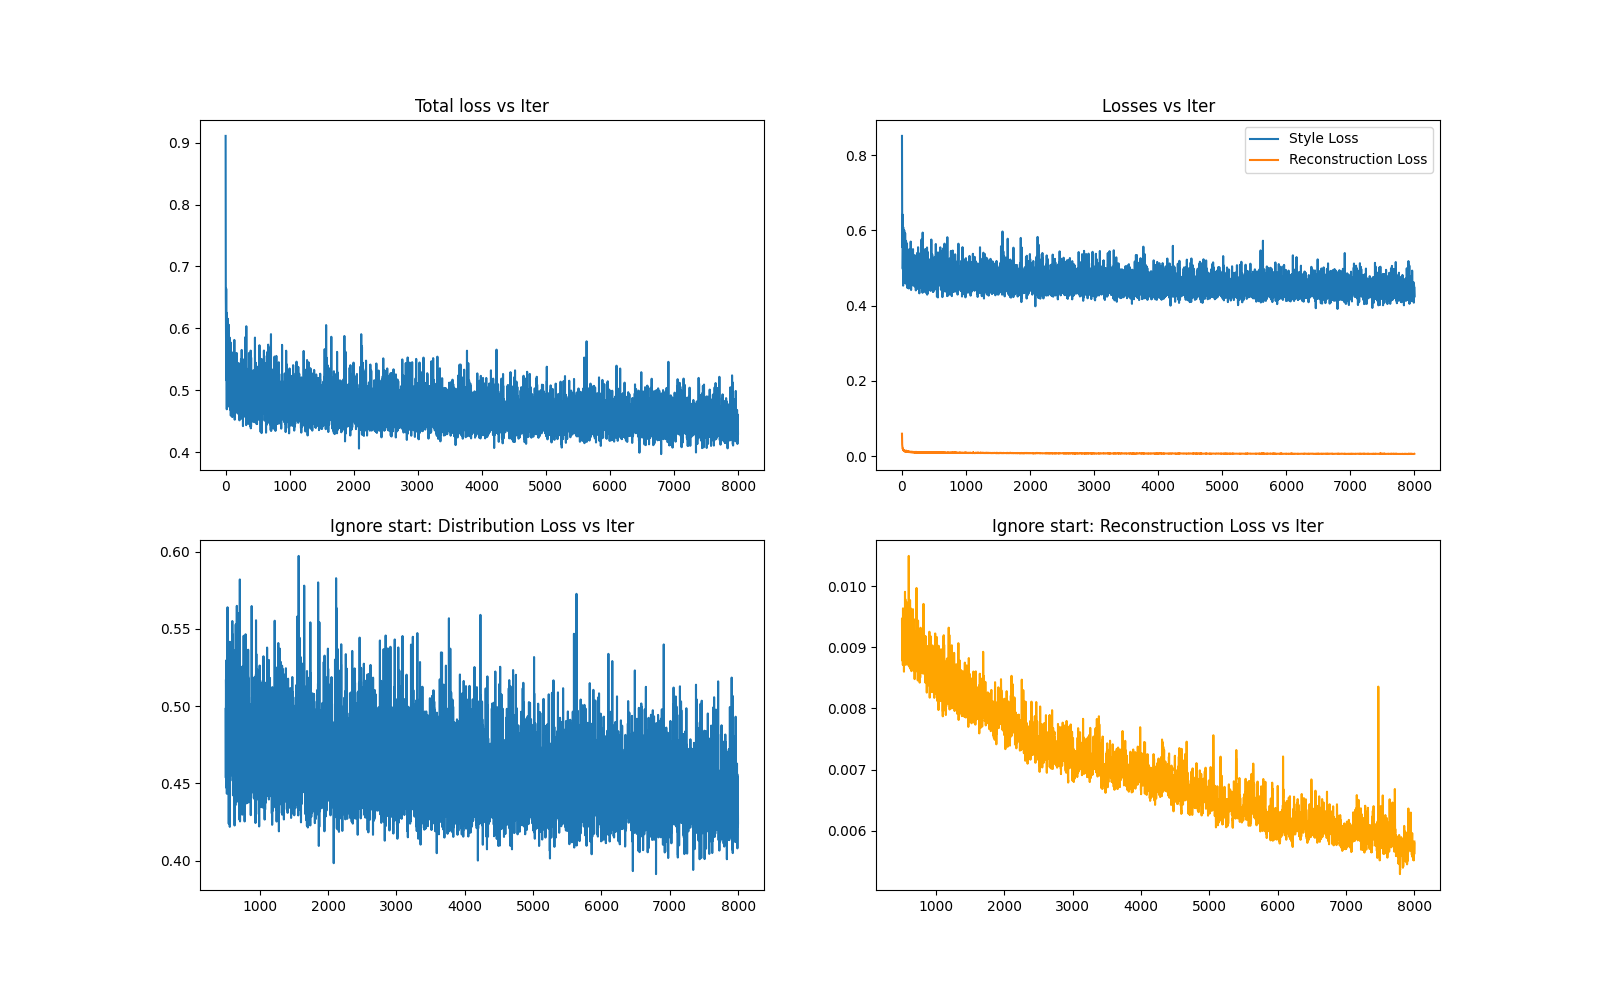 Total loss vs Iter
0.9
0.8
0.7
0.6
0.5
0.4
0 1000 2000 3000 4000 5000 6000 7000 8000
Losses vs Iter
Style Loss
Reconstruction Loss
0.8
0.6
0.4
0.2
0.0
0 1000 2000 3000 4000 5000 6000 7000 8000
Ignore start: Distribution Loss vs Iter
0.60
0.55
0.50
0.45
0.40
1000 2000 3000 4000 5000 6000 7000 8000
Ignore start: Reconstruction Loss vs Iter
0.010
0.009
0.008
0.007
0.006
1000 2000 3000 4000 5000 6000 7000 8000